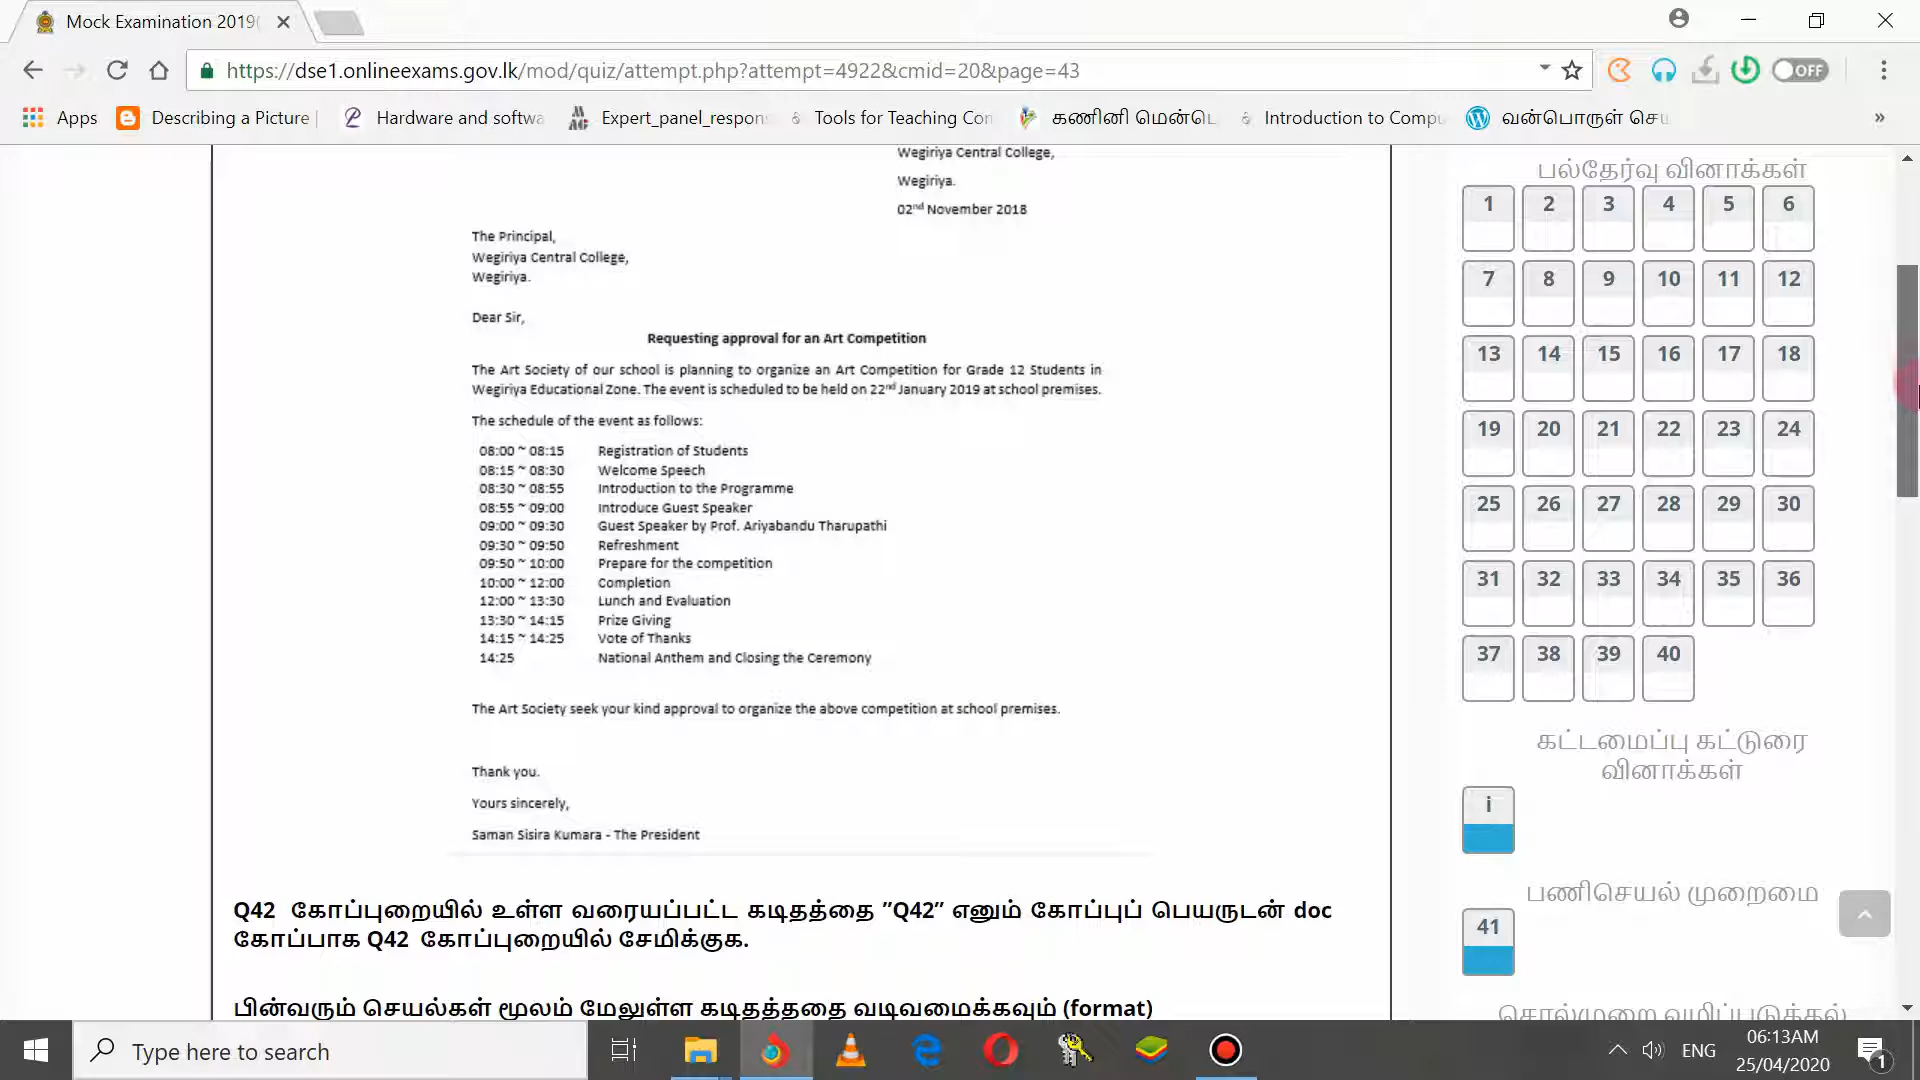 Mock Examination 2019
https://dse1.onlineexams.gov.lk/mod/quiz/attempt.php?attempt=4922&cmid=20&page=43
OFF
Apps
Describing a Picture
Hardware and softwa
Expert_panel_respon
Tools for Teaching Con
கணினி மென்பொ
Introduction to Compu
வன்பொருள் செ
»
Wegiriya Central College,
Wegiriya.
02nd November 2018
The Principal,
Wegiriya Central College,
Wegiriya.
Dear Sir,
Requesting approval for an Art Competition
The Art Society of our school is planning to organize an Art Competition for Grade 12 Students in
Wegiriya Educational Zone. The event is scheduled to be held on 22nd January 2019 at school premises.
The schedule of the event as follows:
08:00 ~ 08:15 Registration of Students
08:15 ~ 08:30 Welcome Speech
08:30 ~ 08:55 Introduction to the Programme
08:55 ~ 09:00 Introduce Guest Speaker
09:00 ~ 09:30 Guest Speaker by Prof. Ariyabandu Tharupathi
09:30 ~ 09:50 Refreshment
09:50 ~ 10:00 Prepare for the competition
10:00 ~ 12:00 Completion
12:00 ~ 13:30 Lunch and Evaluation
13:30 ~ 14:15 Prize Giving
14:15 ~ 14:25 Vote of Thanks
14:25 National Anthem and Closing the Ceremony
The Art Society seek your kind approval to organize the above competition at school premises.
Thank you.
Yours sincerely,
Saman Sisira Kumara - The President
Q42 கோப்புறையில் உள்ள வரையப்பட்ட கடிதத்தை ”Q42” எனும் கோப்புப் பெயருடன் doc
கோப்பாக Q42 கோப்புறையில் சேமிக்குக.
பின்வரும் செயல்கள் மூலம் மேலுள்ள கடிதத்ததை வடிவமைக்கவும் (format)
பல்தேர்வு வினாக்கள்
1 2 3 4 5 6
7 8 9 10 11 12
13 14 15 16 17 18
19 20 21 22 23 24
25 26 27 28 29 30
31 32 33 34 35 36
37 38 39 40
கட்டமைப்பு கட்டுரை
வினாக்கள்
i
பணிசெயல் முறைமை
41
சொல்முறை வழிப்படுத்தல்
Type here to search
ENG
06:13AM
25/04/2020
1